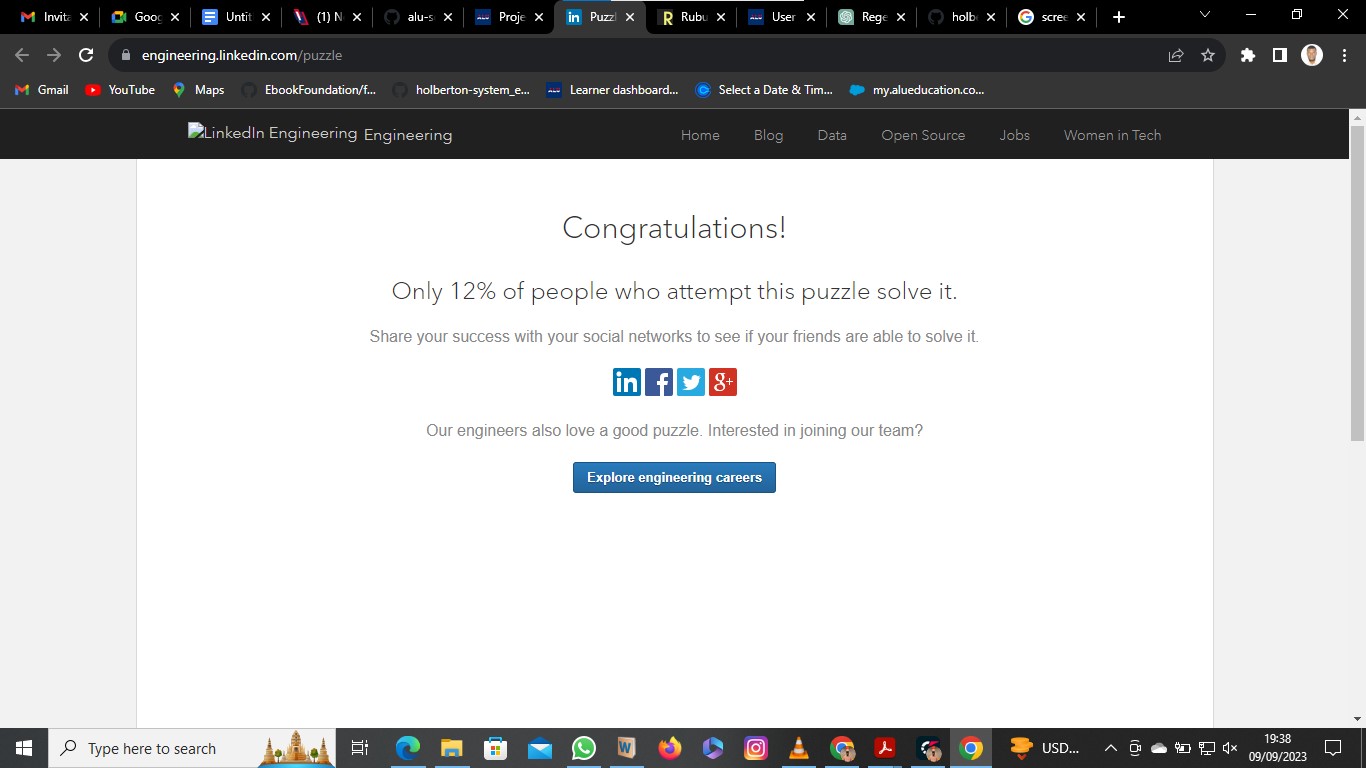 Invita
Goog
Untit
(1) N
alu-s
Proje
Puzzl
Rubu
User
Rege
holb
scree
engineering.linkedin.com/puzzle
Gmail
YouTube
Maps
EbookFoundation/f...
holberton-system_e...
Learner dashboard...
Select a Date & Tim...
my.alueducation.co...
LinkedIn Engineering Engineering
Home
Blog
Data
Open Source
Jobs
Women in Tech
Congratulations!
Only 12% of people who attempt this puzzle solve it.
Share your success with your social networks to see if your friends are able to solve it.
in f g+
Our engineers also love a good puzzle. Interested in joining our team?
Explore engineering careers
Type here to search
USD...
19:38
09/09/2023